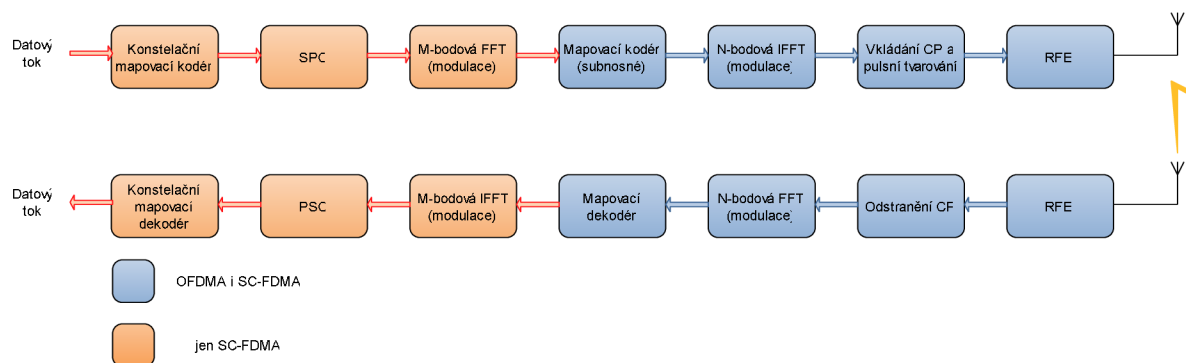 Datový
tok
Konstelační
mapovací kodér
SPC
M-bodová FFT
(modulace)
Mapovací kodér
(subnosné)
N-bodová IFFT
(modulace)
Vkládání CP a
pulsní tvarování
RFE
Datový
tok
Konstelační
mapovací
dekodér
PSC
M-bodová IFFT
(modulace)
Mapovací
dekodér
N-bodová FFT
(modulace)
Odstranění CP
RFE
OFDMA i SC-FDMA
jen SC-FDMA